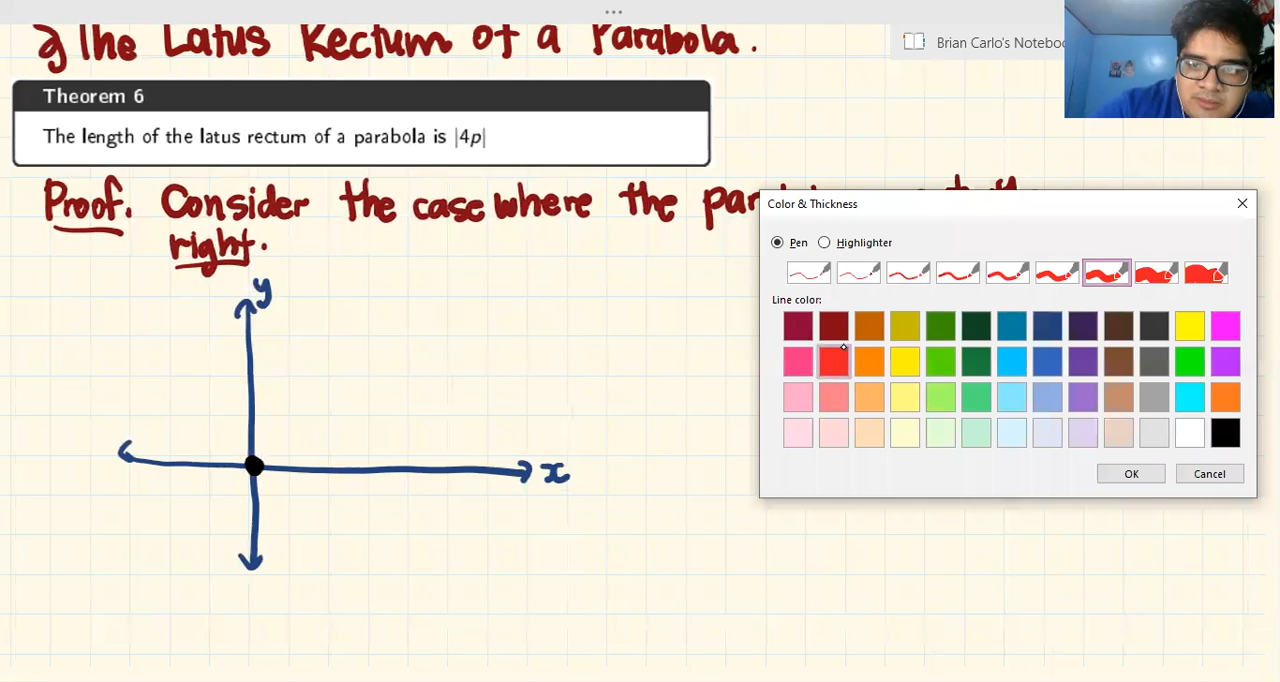 2) The Latus Rectum of a Parabola.
Brian Carlo's Notebo
Theorem 6
The length of the latus rectum of a parabola is |4p|
Proof. Consider the case where the par
right.
y
x
Color & Thickness
Pen Highlighter
Line color:
OK Cancel